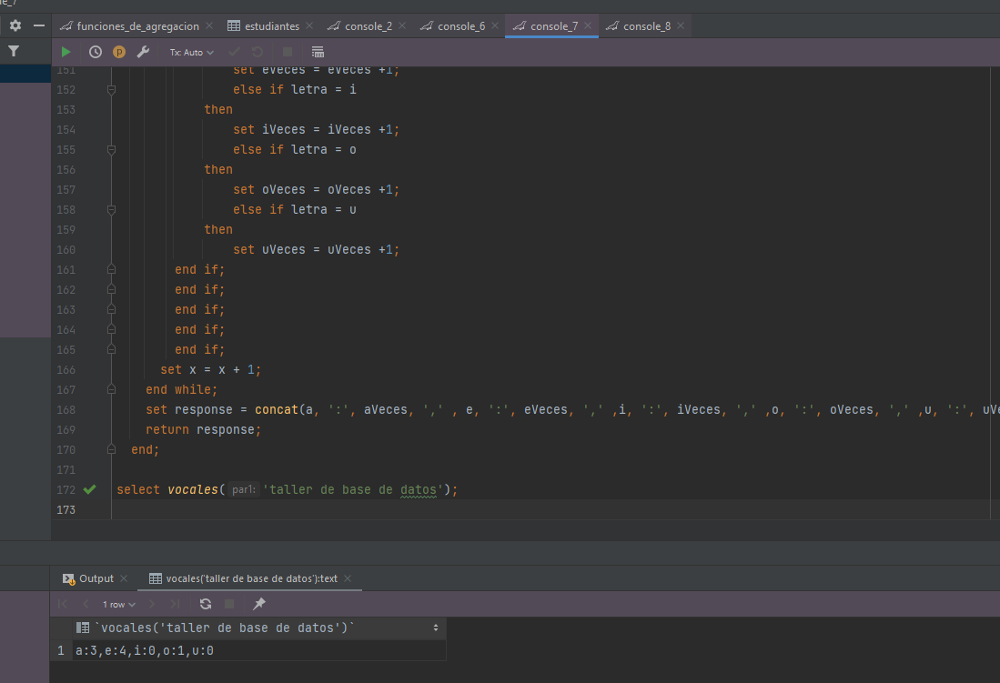 le_7
funciones_de_agregacion estudiantes console_2 console_6 console_7 console_8
Tx: Auto
151 set eVeces = eVeces +1;
152 else if letra = i
153 then
154 set iVeces = iVeces +1;
155 else if letra = o
156 then
157 set oVeces = oVeces +1;
158 else if letra = u
159 then
160 set uVeces = uVeces +1;
161 end if;
162 end if;
163 end if;
164 end if;
165 end if;
166 set x = x + 1;
167 end while;
168 set response = concat(a, ':', aVeces, ',' , e, ':', eVeces, ',' ,i, ':', iVeces, ',' ,o, ':', oVeces, ',' ,u, ':', uVe
169 return response;
170 end;
171
172 select vocales( par1: 'taller de base de datos');
173
Output vocales('taller de base de datos'):text
1 row
`vocales('taller de base de datos')`
1 a:3,e:4,i:0,o:1,u:0